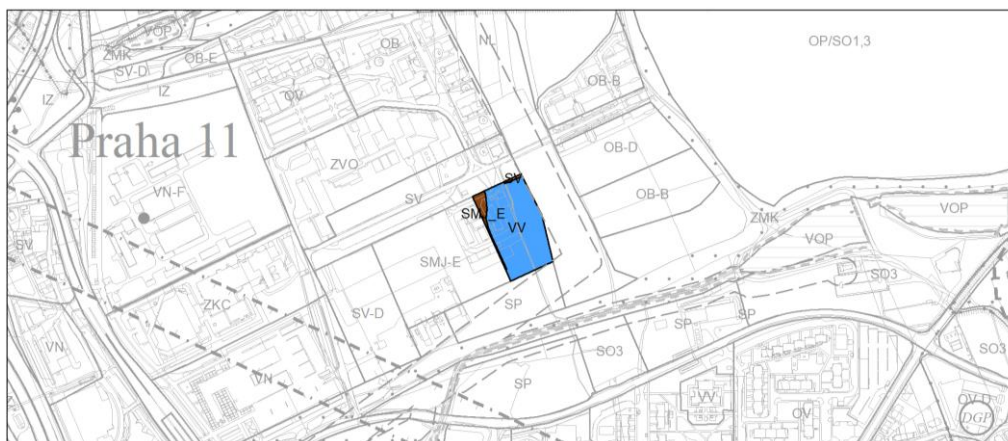 VOP
ZMK
SV-D
OB-E
IZ
IZ
OV
OB
NL
OB-B
OP/SO1,3
Praha 11
VN-F
ZVO
OB-D
SV
SV
OB-B
SMJ_E
VV
ZMK
VOP
VOP
SV
SMJ-E
ZKC
SV-D
SP
SO3
VN
VN
SP
SP
SO3
SO3
SP
VV
OV
OV-D
DGP